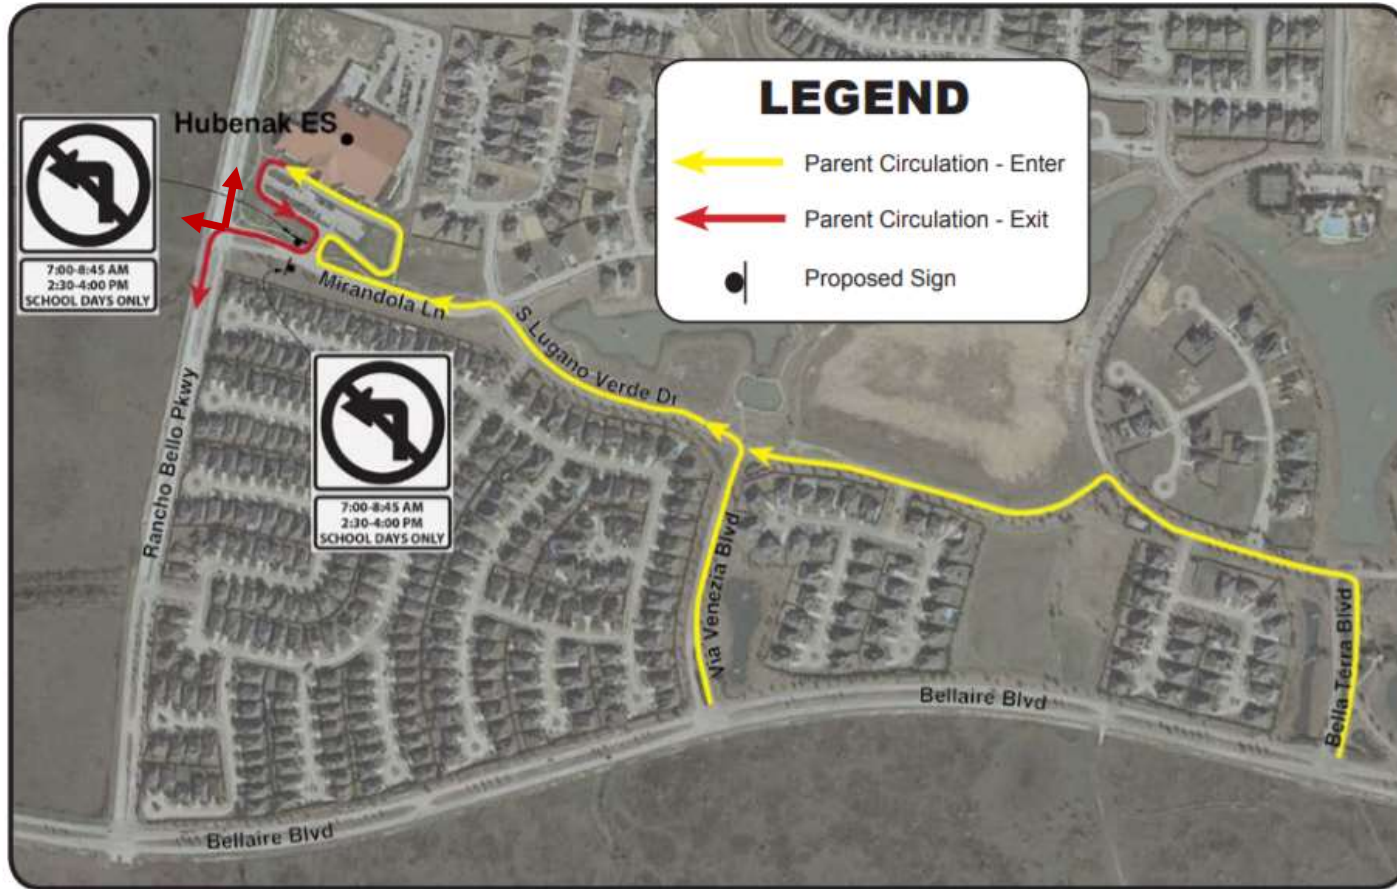 LEGEND
Parent Circulation - Enter
Parent Circulation - Exit
Proposed Sign
Hubenak ES
7:00-8:45 AM
2:30-4:00 PM
SCHOOL DAYS ONLY
Mirandola Ln
S Lugano Verde Dr
7:00-8:45 AM
2:30-4:00 PM
SCHOOL DAYS ONLY
Rancho Bello Pkwy
Via Venezia Blvd
Bella Terra Blvd
Bellaire Blvd
Bellaire Blvd